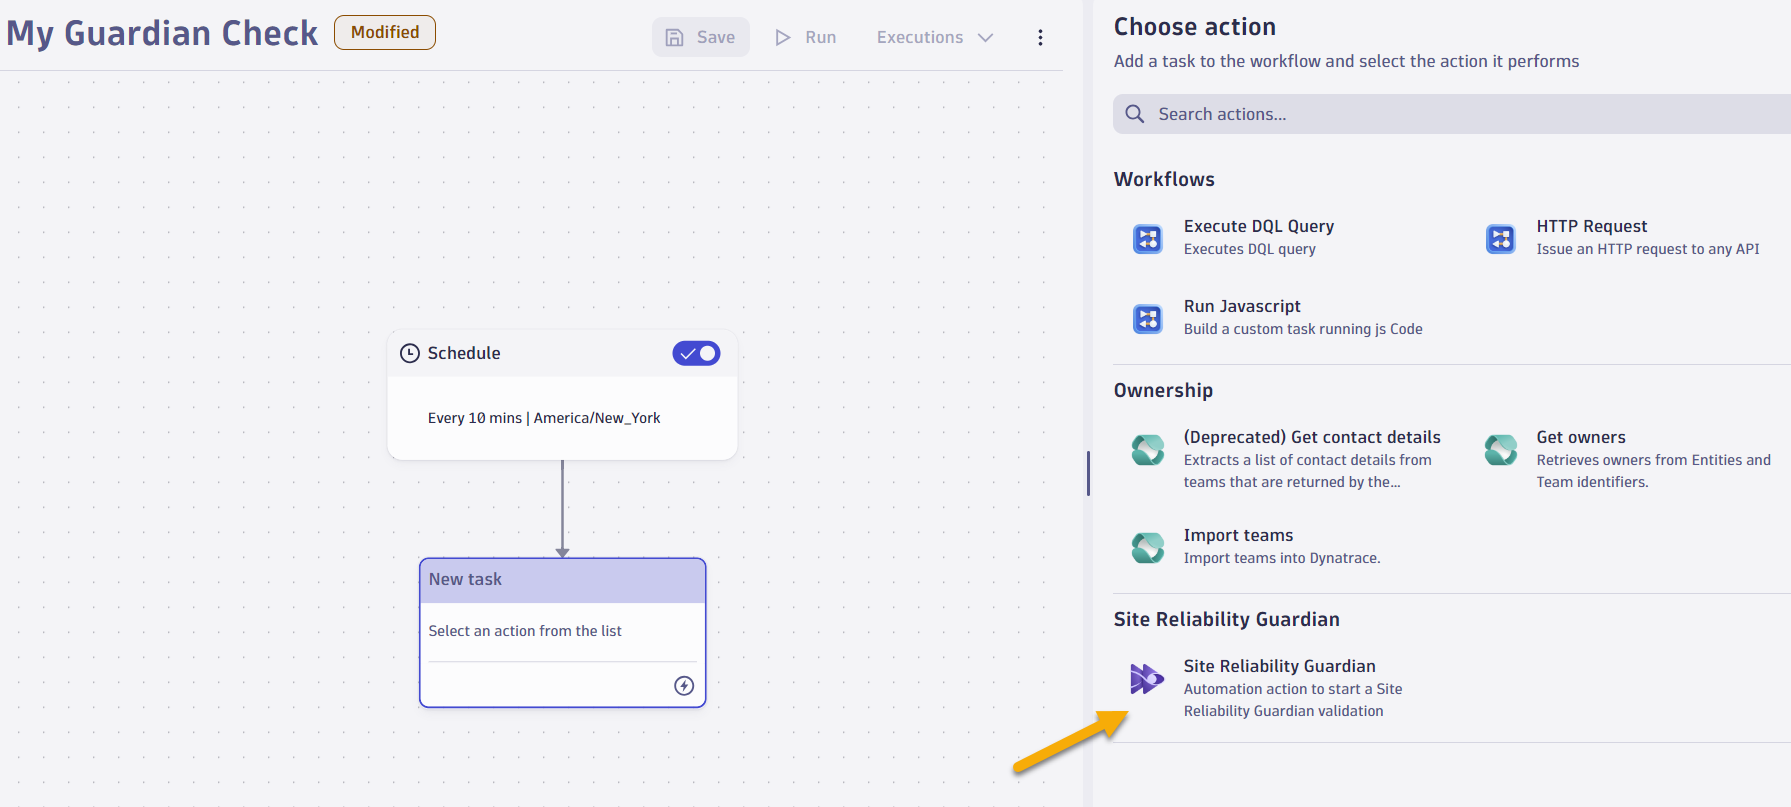 My Guardian Check
Modified
Save
Run
Executions
Schedule
Every 10 mins | America/New_York
New task
Select an action from the list
Choose action
Add a task to the workflow and select the action it performs
Search actions...
Workflows
Execute DQL Query
Executes DQL query
HTTP Request
Issue an HTTP request to any API
Run Javascript
Build a custom task running js Code
Ownership
(Deprecated) Get contact details
Extracts a list of contact details from
teams that are returned by the...
Get owners
Retrieves owners from Entities and
Team identifiers.
Import teams
Import teams into Dynatrace.
Site Reliability Guardian
Site Reliability Guardian
Automation action to start a Site
Reliability Guardian validation